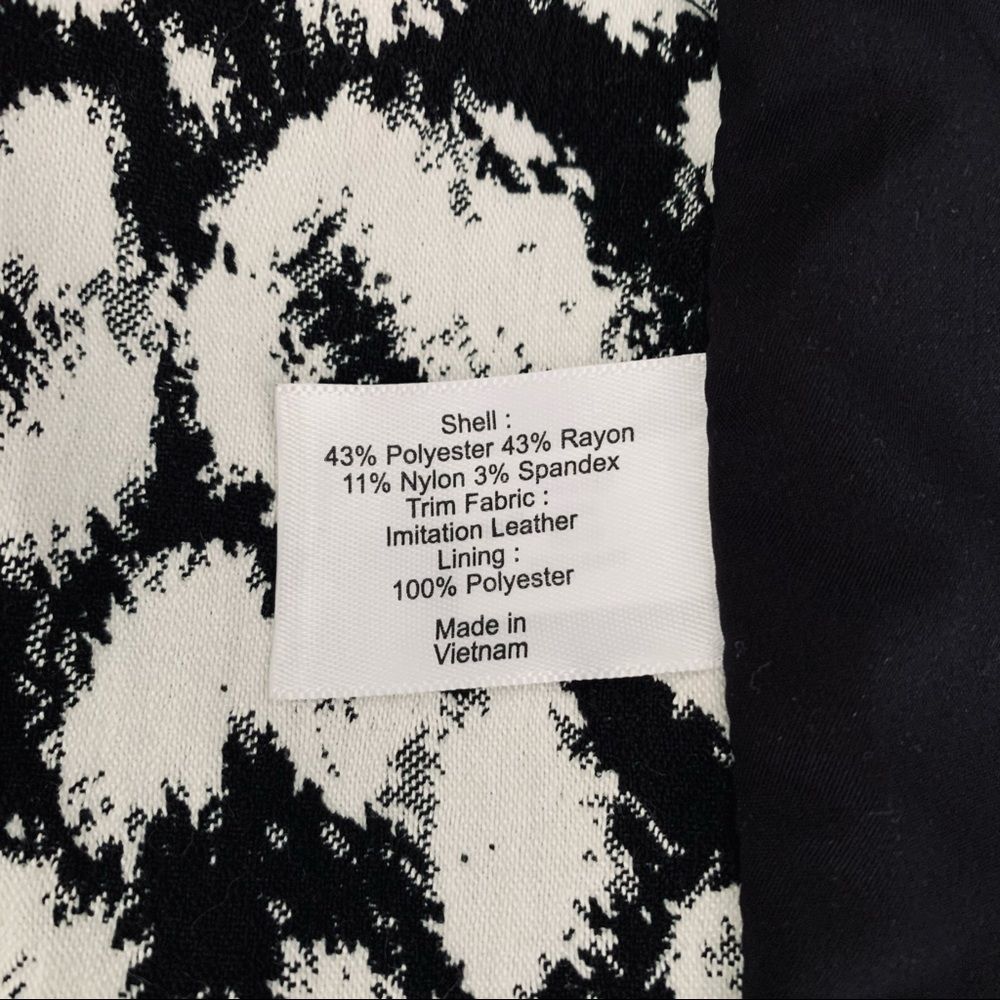 Shell :
43% Polyester 43% Rayon
11% Nylon 3% Spandex
Trim Fabric :
Imitation Leather
Lining :
100% Polyester
Made in
Vietnam